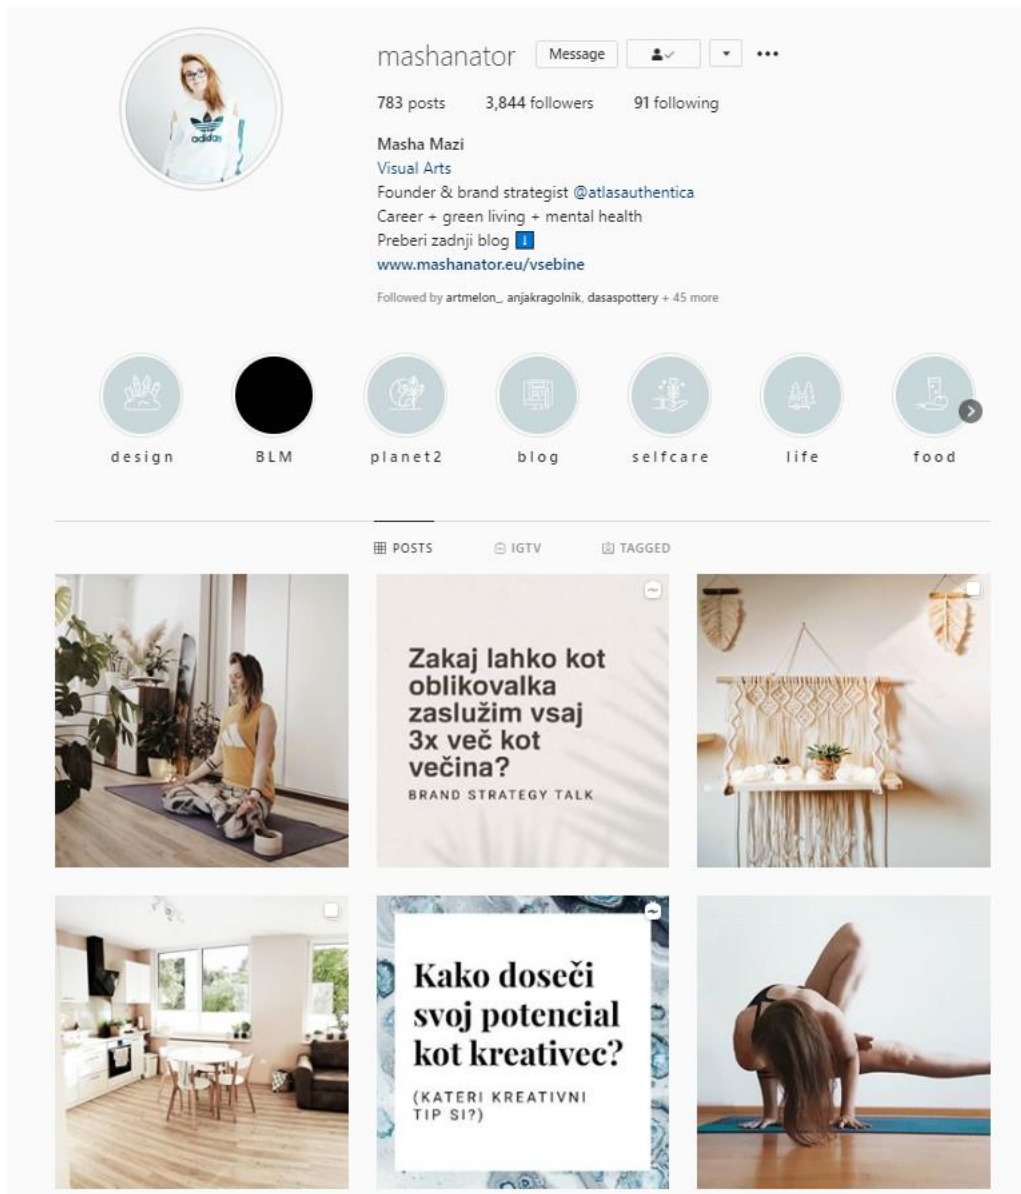 mashanator Message
783 posts 3,844 followers 91 following
Masha Mazi
Visual Arts
Founder & brand strategist @atlasauthentica
Career + green living + mental health
Preberi zadnji blog
www.mashanator.eu/vsebine
Followed by artmelon_, anjakragolnik, dasaspottery + 45 more
adidas
design BLM planet2 blog selfcare life food
POSTS IGTV TAGGED
Zakaj lahko kot
oblikovalka
zaslužim vsaj
3x več kot
večina?
BRAND STRATEGY TALK
Kako doseči
svoj potencial
kot kreativec?
(KATERI KREATIVNI
TIP SI?)